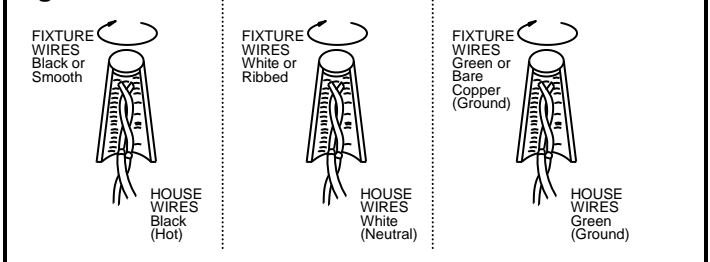 FIXTURE
WIRES
Black or
Smooth
HOUSE
WIRES
Black
(Hot)
FIXTURE
WIRES
White or
Ribbed
HOUSE
WIRES
White
(Neutral)
FIXTURE
WIRES
Green or
Bare
Copper
(Ground)
HOUSE
WIRES
Green
(Ground)